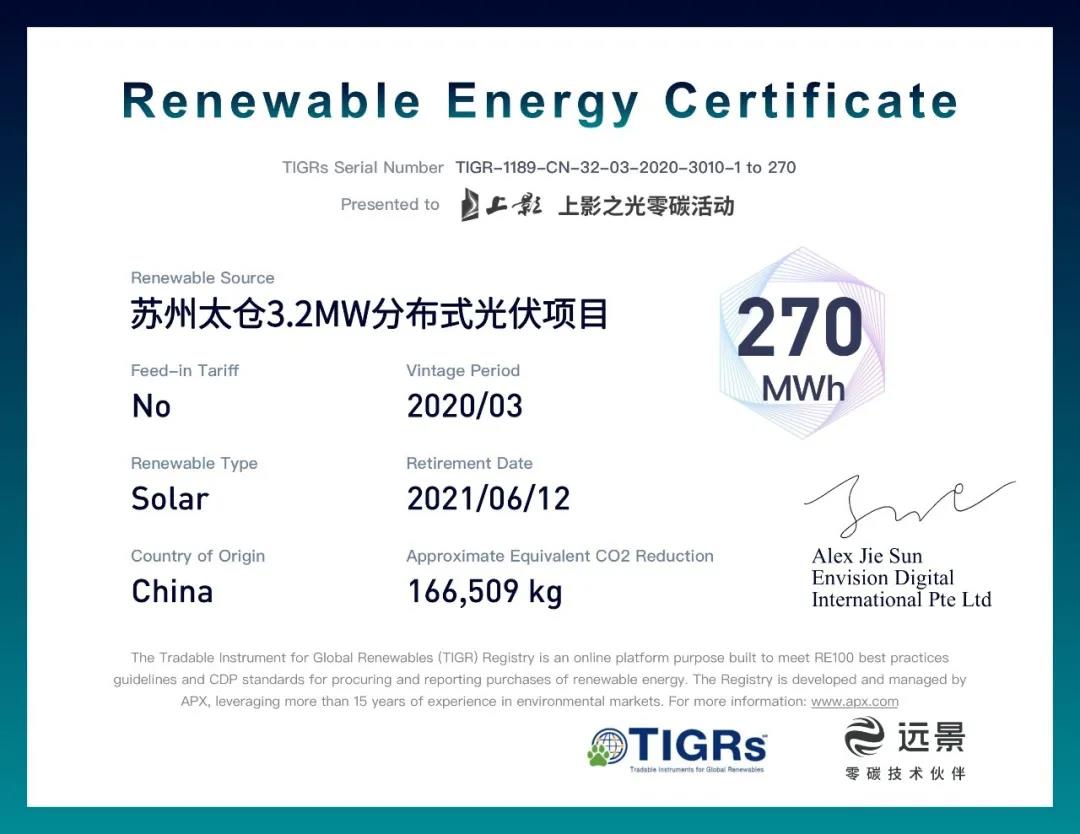 Renewable Energy Certificate
TIGRs Serial Number TIGR-1189-CN-32-03-2020-3010-1 to 270
Presented to 上影 上影之光零碳活动
Renewable Source
苏州太仓3.2MW分布式光伏项目
270
MWh
Feed-in Tariff
No
Vintage Period
2020/03
Renewable Type
Solar
Retirement Date
2021/06/12
Country of Origin
China
Approximate Equivalent CO2 Reduction
166,509 kg
Alex Jie Sun
Envision Digital
International Pte Ltd
The Tradable Instrument for Global Renewables (TIGR) Registry is an online platform purpose built to meet RE100 best practices
guidelines and CDP standards for procuring and reporting purchases of renewable energy. The Registry is developed and managed by
APX, leveraging more than 15 years of experience in environmental markets. For more information: www.apx.com
TIGRs™
Tradable Instruments for Global Renewables
远景
零碳技术伙伴